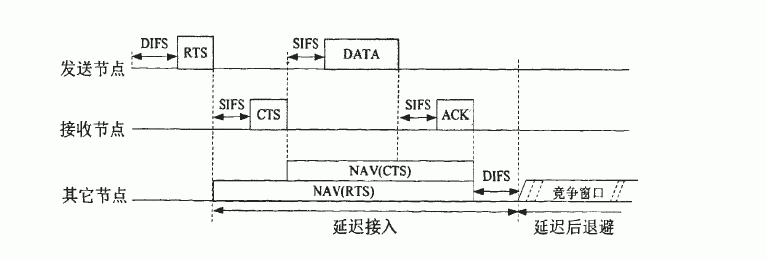 DIFS RTS SIFS DATA
发送节点
SIFS CTS SIFS ACK
接收节点
NAV(CTS) DIFS
其它节点 NAV(RTS) 竞争窗口
延迟接入 延迟后退避